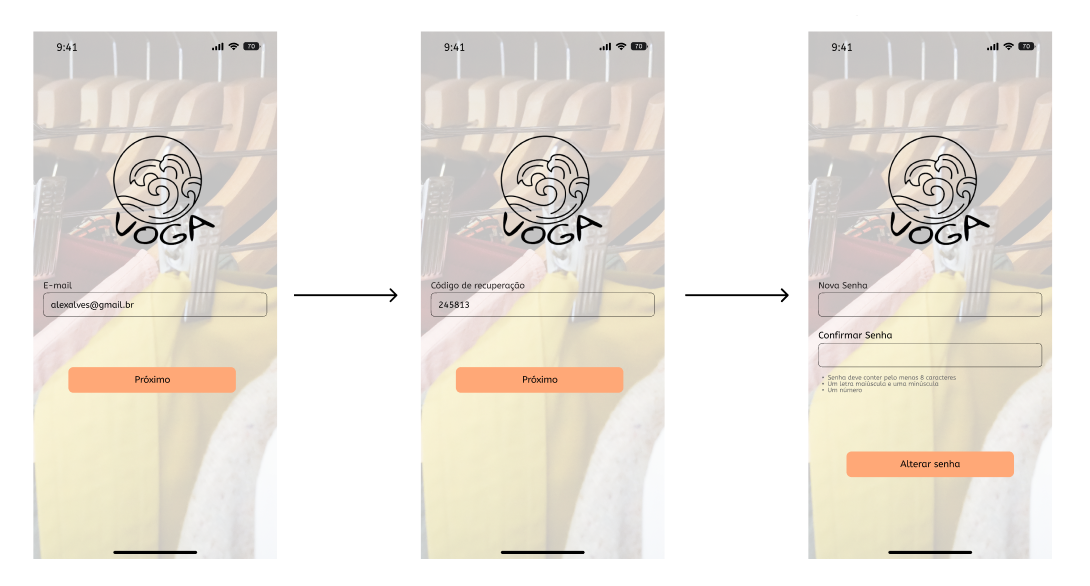 9:41
70
VOGA
E-mail
alexalves@gmail.br
Próximo
9:41
70
VOGA
Código de recuperação
245813
Próximo
9:41
70
VOGA
Nova Senha
Confirmar Senha
• Senha deve conter pelo menos 8 caracteres
• Um letra maiúscula e uma minúscula
• Um número
Alterar senha